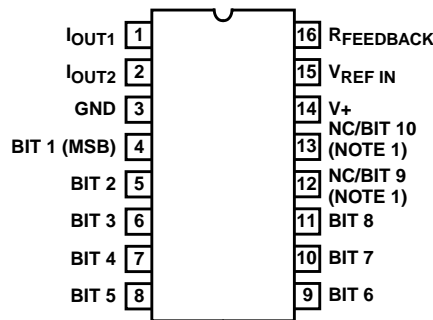 IOUT1 1
IOUT2 2
GND 3
BIT 1 (MSB) 4
BIT 2 5
BIT 3 6
BIT 4 7
BIT 5 8
16 RFEEDBACK
15 VREF IN
14 V+
13 NC/BIT 10
(NOTE 1)
12 NC/BIT 9
(NOTE 1)
11 BIT 8
10 BIT 7
9 BIT 6